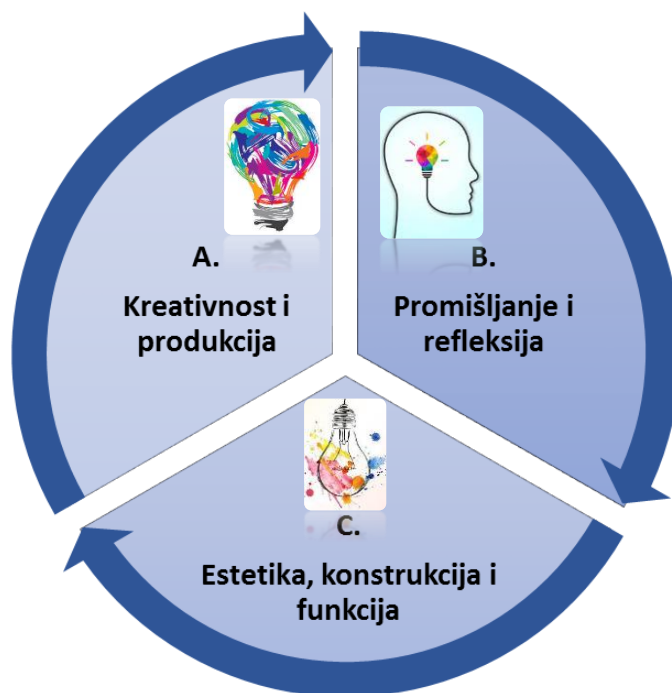 A.
Kreativnost i
produkcija
B.
Promišljanje i
refleksija
C.
Estetika, konstrukcija i
funkcija